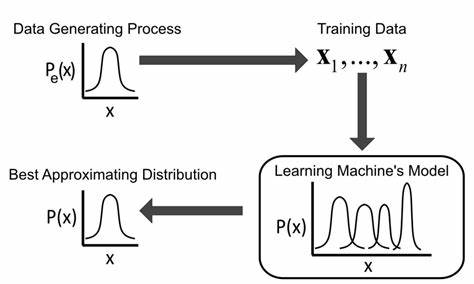 Data Generating Process
Training Data
Pe(x)
x
x1,...,xn
Best Approximating Distribution
Learning Machine's Model
P(x)
x
P(x)
x